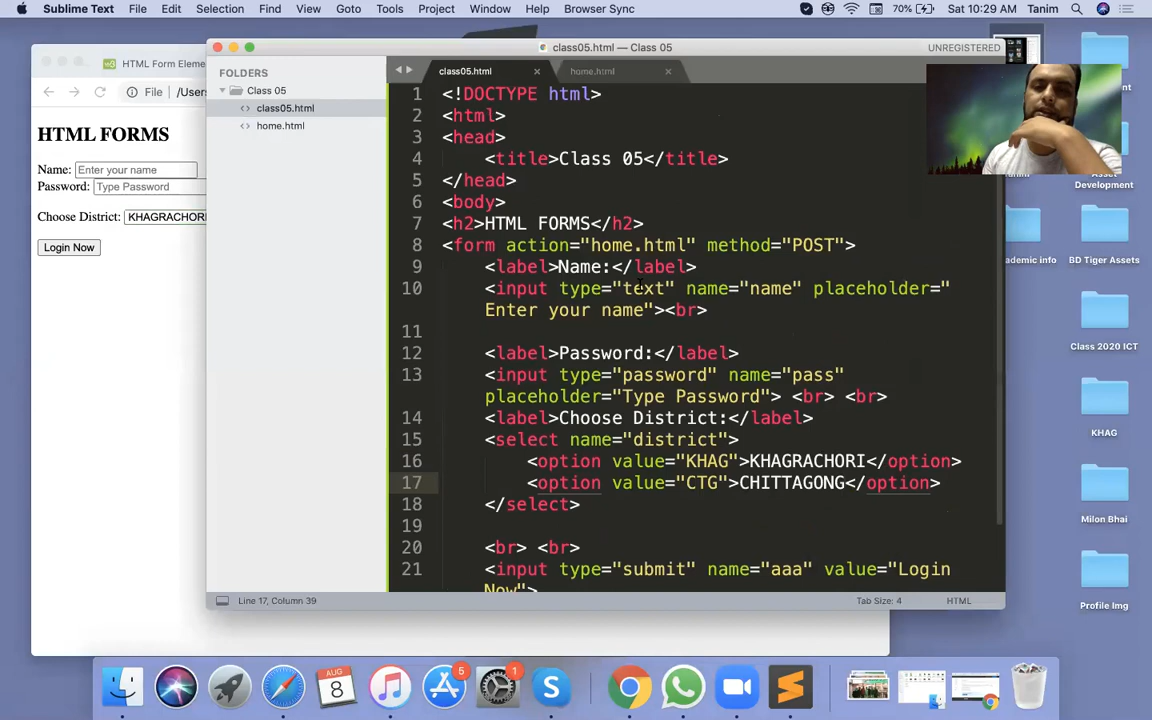 Sublime Text File Edit Selection Find View Goto Tools Project Window Help Browser Sync 70% Sat 10:29 AM Tanim
class05.html — Class 05 UNREGISTERED
HTML Form Eleme
File /Users
HTML FORMS
Name: Enter your name
Password: Type Password
Choose District: KHAGRACHORI
Login Now
FOLDERS
Class 05
class05.html
home.html
class05.html home.html
1 <!DOCTYPE html>
2 <html>
3 <head>
4 <title>Class 05</title>
5 </head>
6 <body>
7 <h2>HTML FORMS</h2>
8 <form action="home.html" method="POST">
9 <label>Name:</label>
10 <input type="text" name="name" placeholder="
Enter your name"><br>
11
12 <label>Password:</label>
13 <input type="password" name="pass"
placeholder="Type Password"> <br> <br>
14 <label>Choose District:</label>
15 <select name="district">
16 <option value="KHAG">KHAGRACHORI</option>
17 <option value="CTG">CHITTAGONG</option>
18 </select>
19
20 <br> <br>
21 <input type="submit" name="aaa" value="Login
Now">
Line 17, Column 39 Tab Size: 4 HTML
Asset
Development
ademic info
BD Tiger Assets
Class 2020 ICT
KHAG
Milon Bhai
Profile Img
AUG
8
5
1